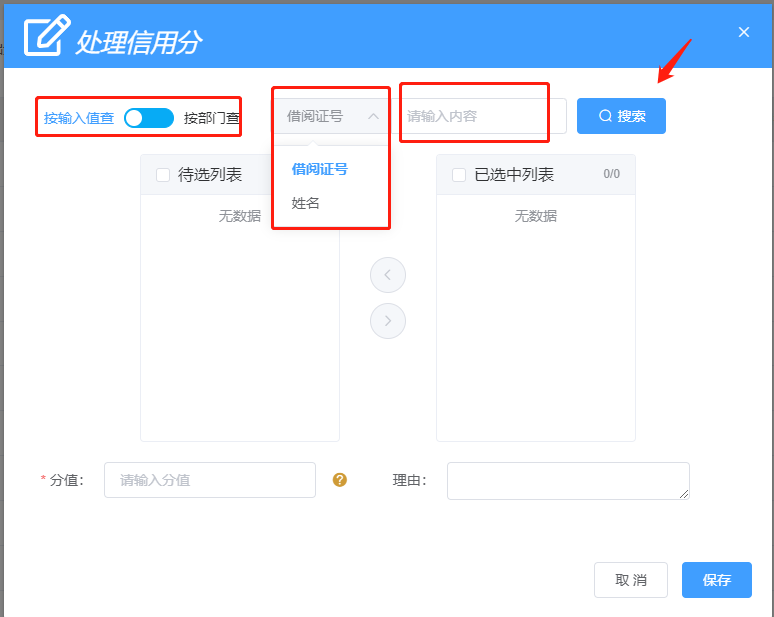 处理信用分
按输入值查 按部门查 借阅证号 请输入内容 搜索
借阅证号
姓名
待选列表 已选中列表 0/0
无数据 无数据
* 分值： 请输入分值 ? 理由：
取 消 保存